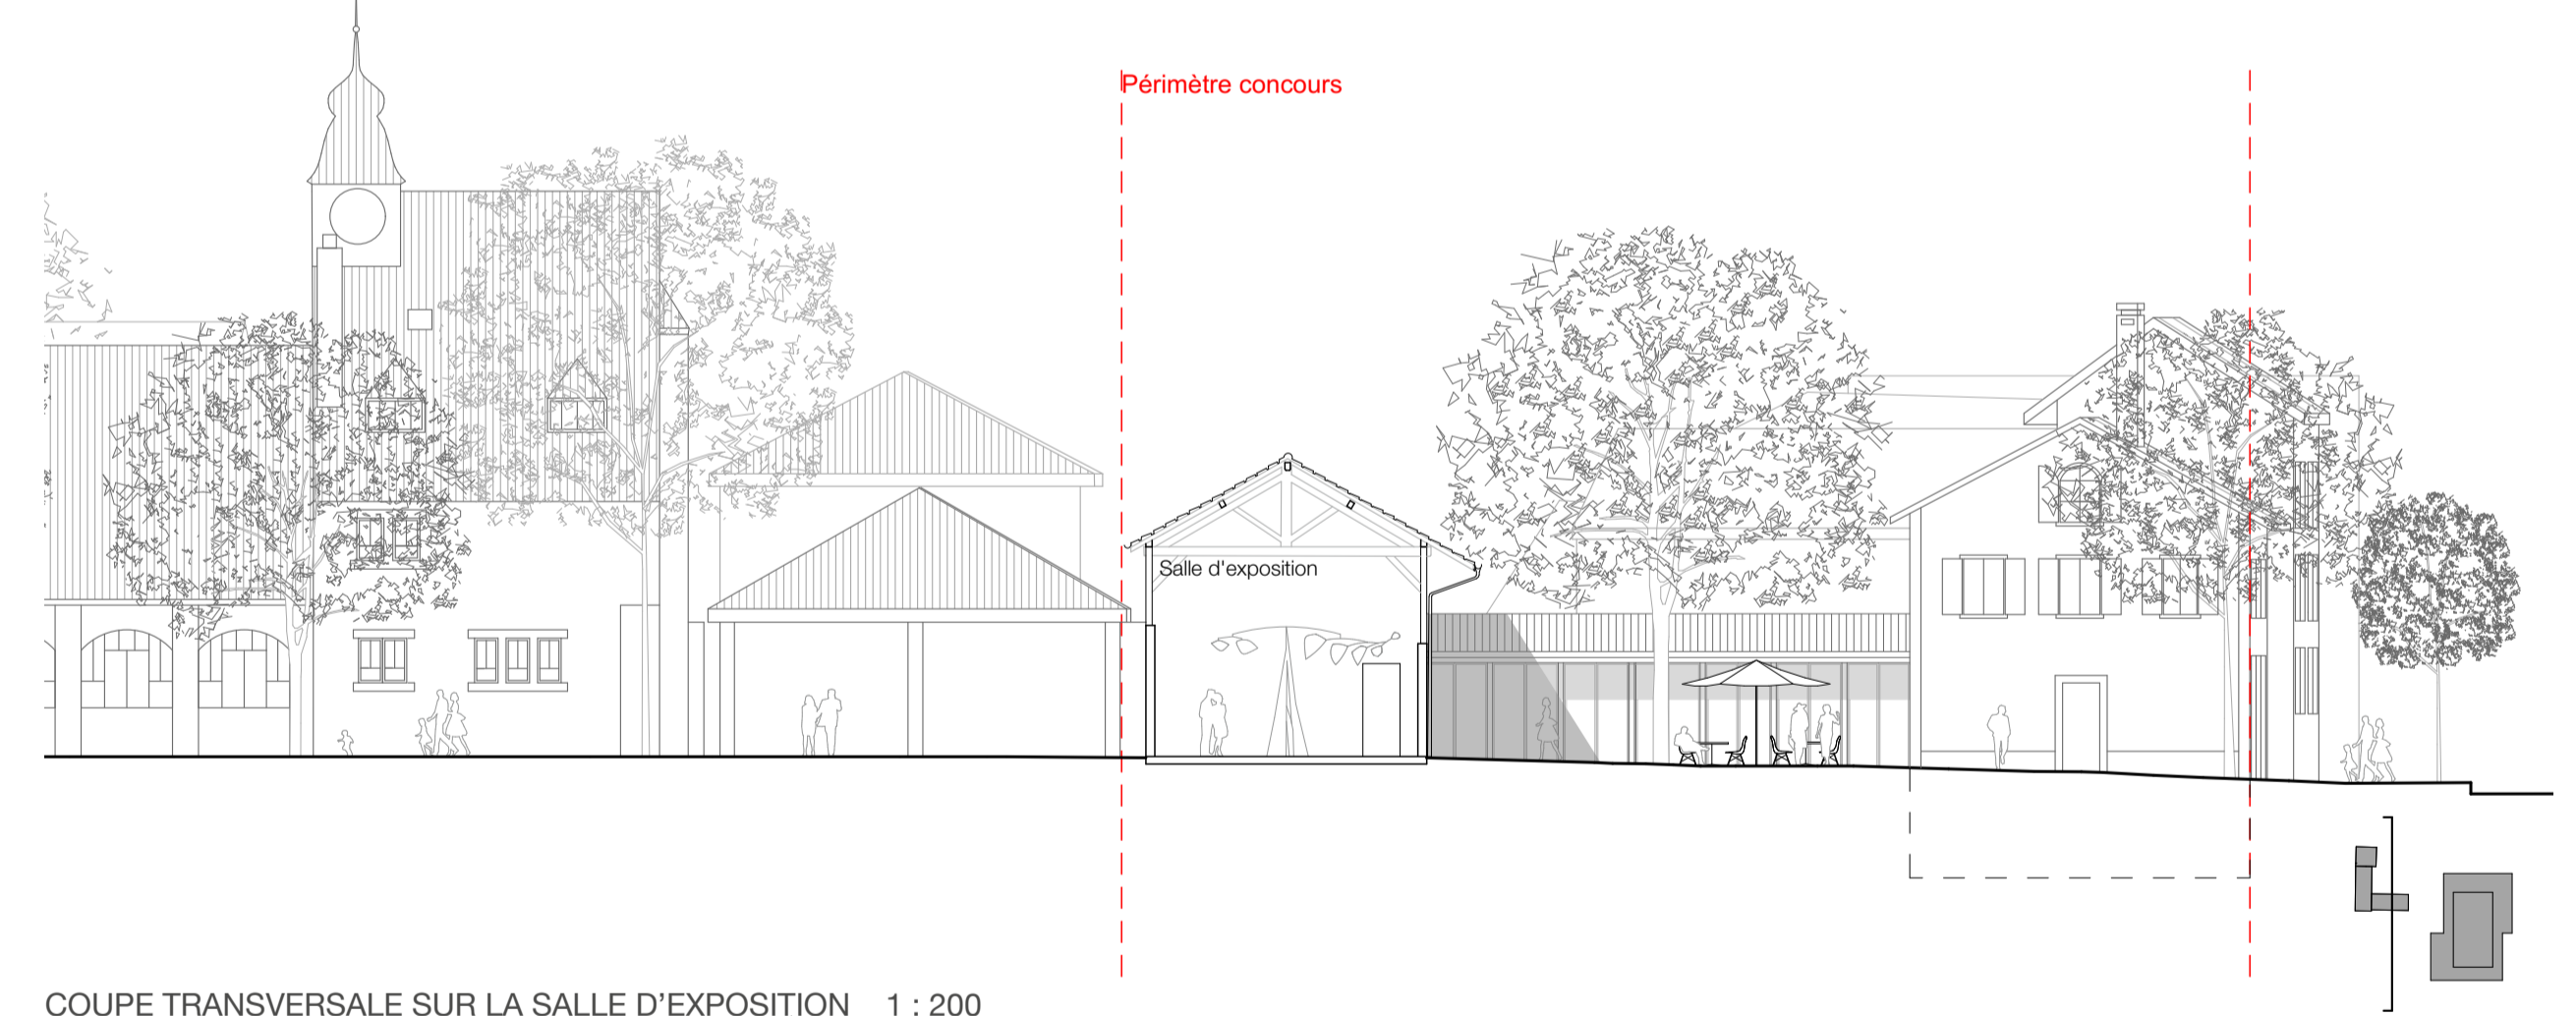 Périmètre concours
Salle d'exposition
COUPE TRANSVERSALE SUR LA SALLE D’EXPOSITION 1 : 200